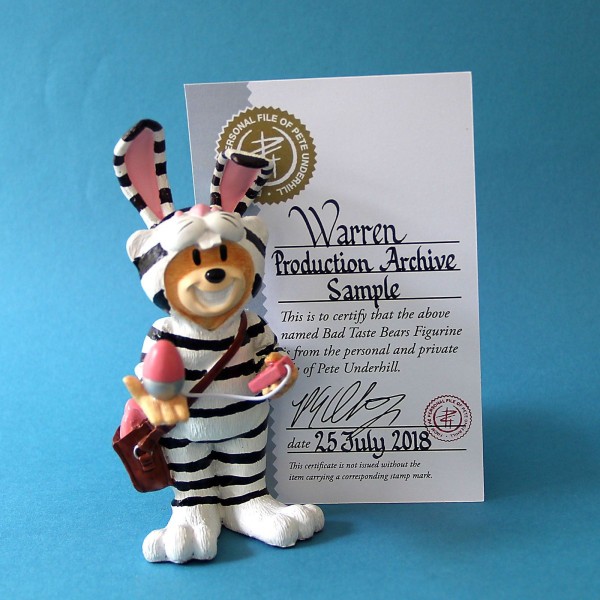 PERSONAL FILE OF PETE UNDERHILL
Warren
Production Archive
Sample
This is to certify that the above
named Bad Taste Bears Figurine
is from the personal and private
of Pete Underhill.
date 25 July 2018
This certificate is not issued without the
item carrying a corresponding stamp mark.